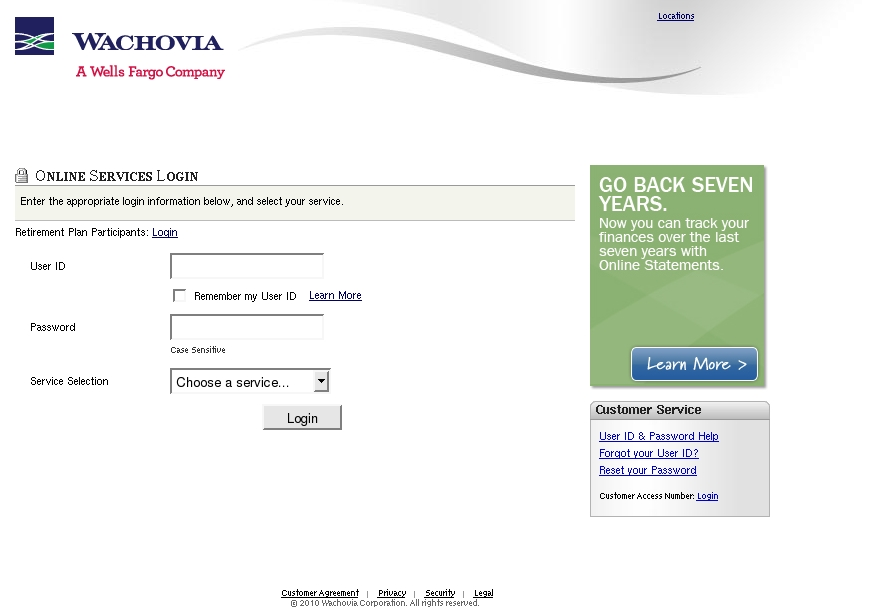 Locations
WACHOVIA
A Wells Fargo Company
ONLINE SERVICES LOGIN
Enter the appropriate login information below, and select your service.
Retirement Plan Participants: Login
User ID
Remember my User ID Learn More
Password
Case Sensitive
Service Selection
Choose a service...
Login
GO BACK SEVEN
YEARS.
Now you can track your
finances over the last
seven years with
Online Statements.
Learn More >
Customer Service
User ID & Password Help
Forgot your User ID?
Reset your Password
Customer Access Number: Login
Customer Agreement | Privacy | Security | Legal
© 2010 Wachovia Corporation. All rights reserved.